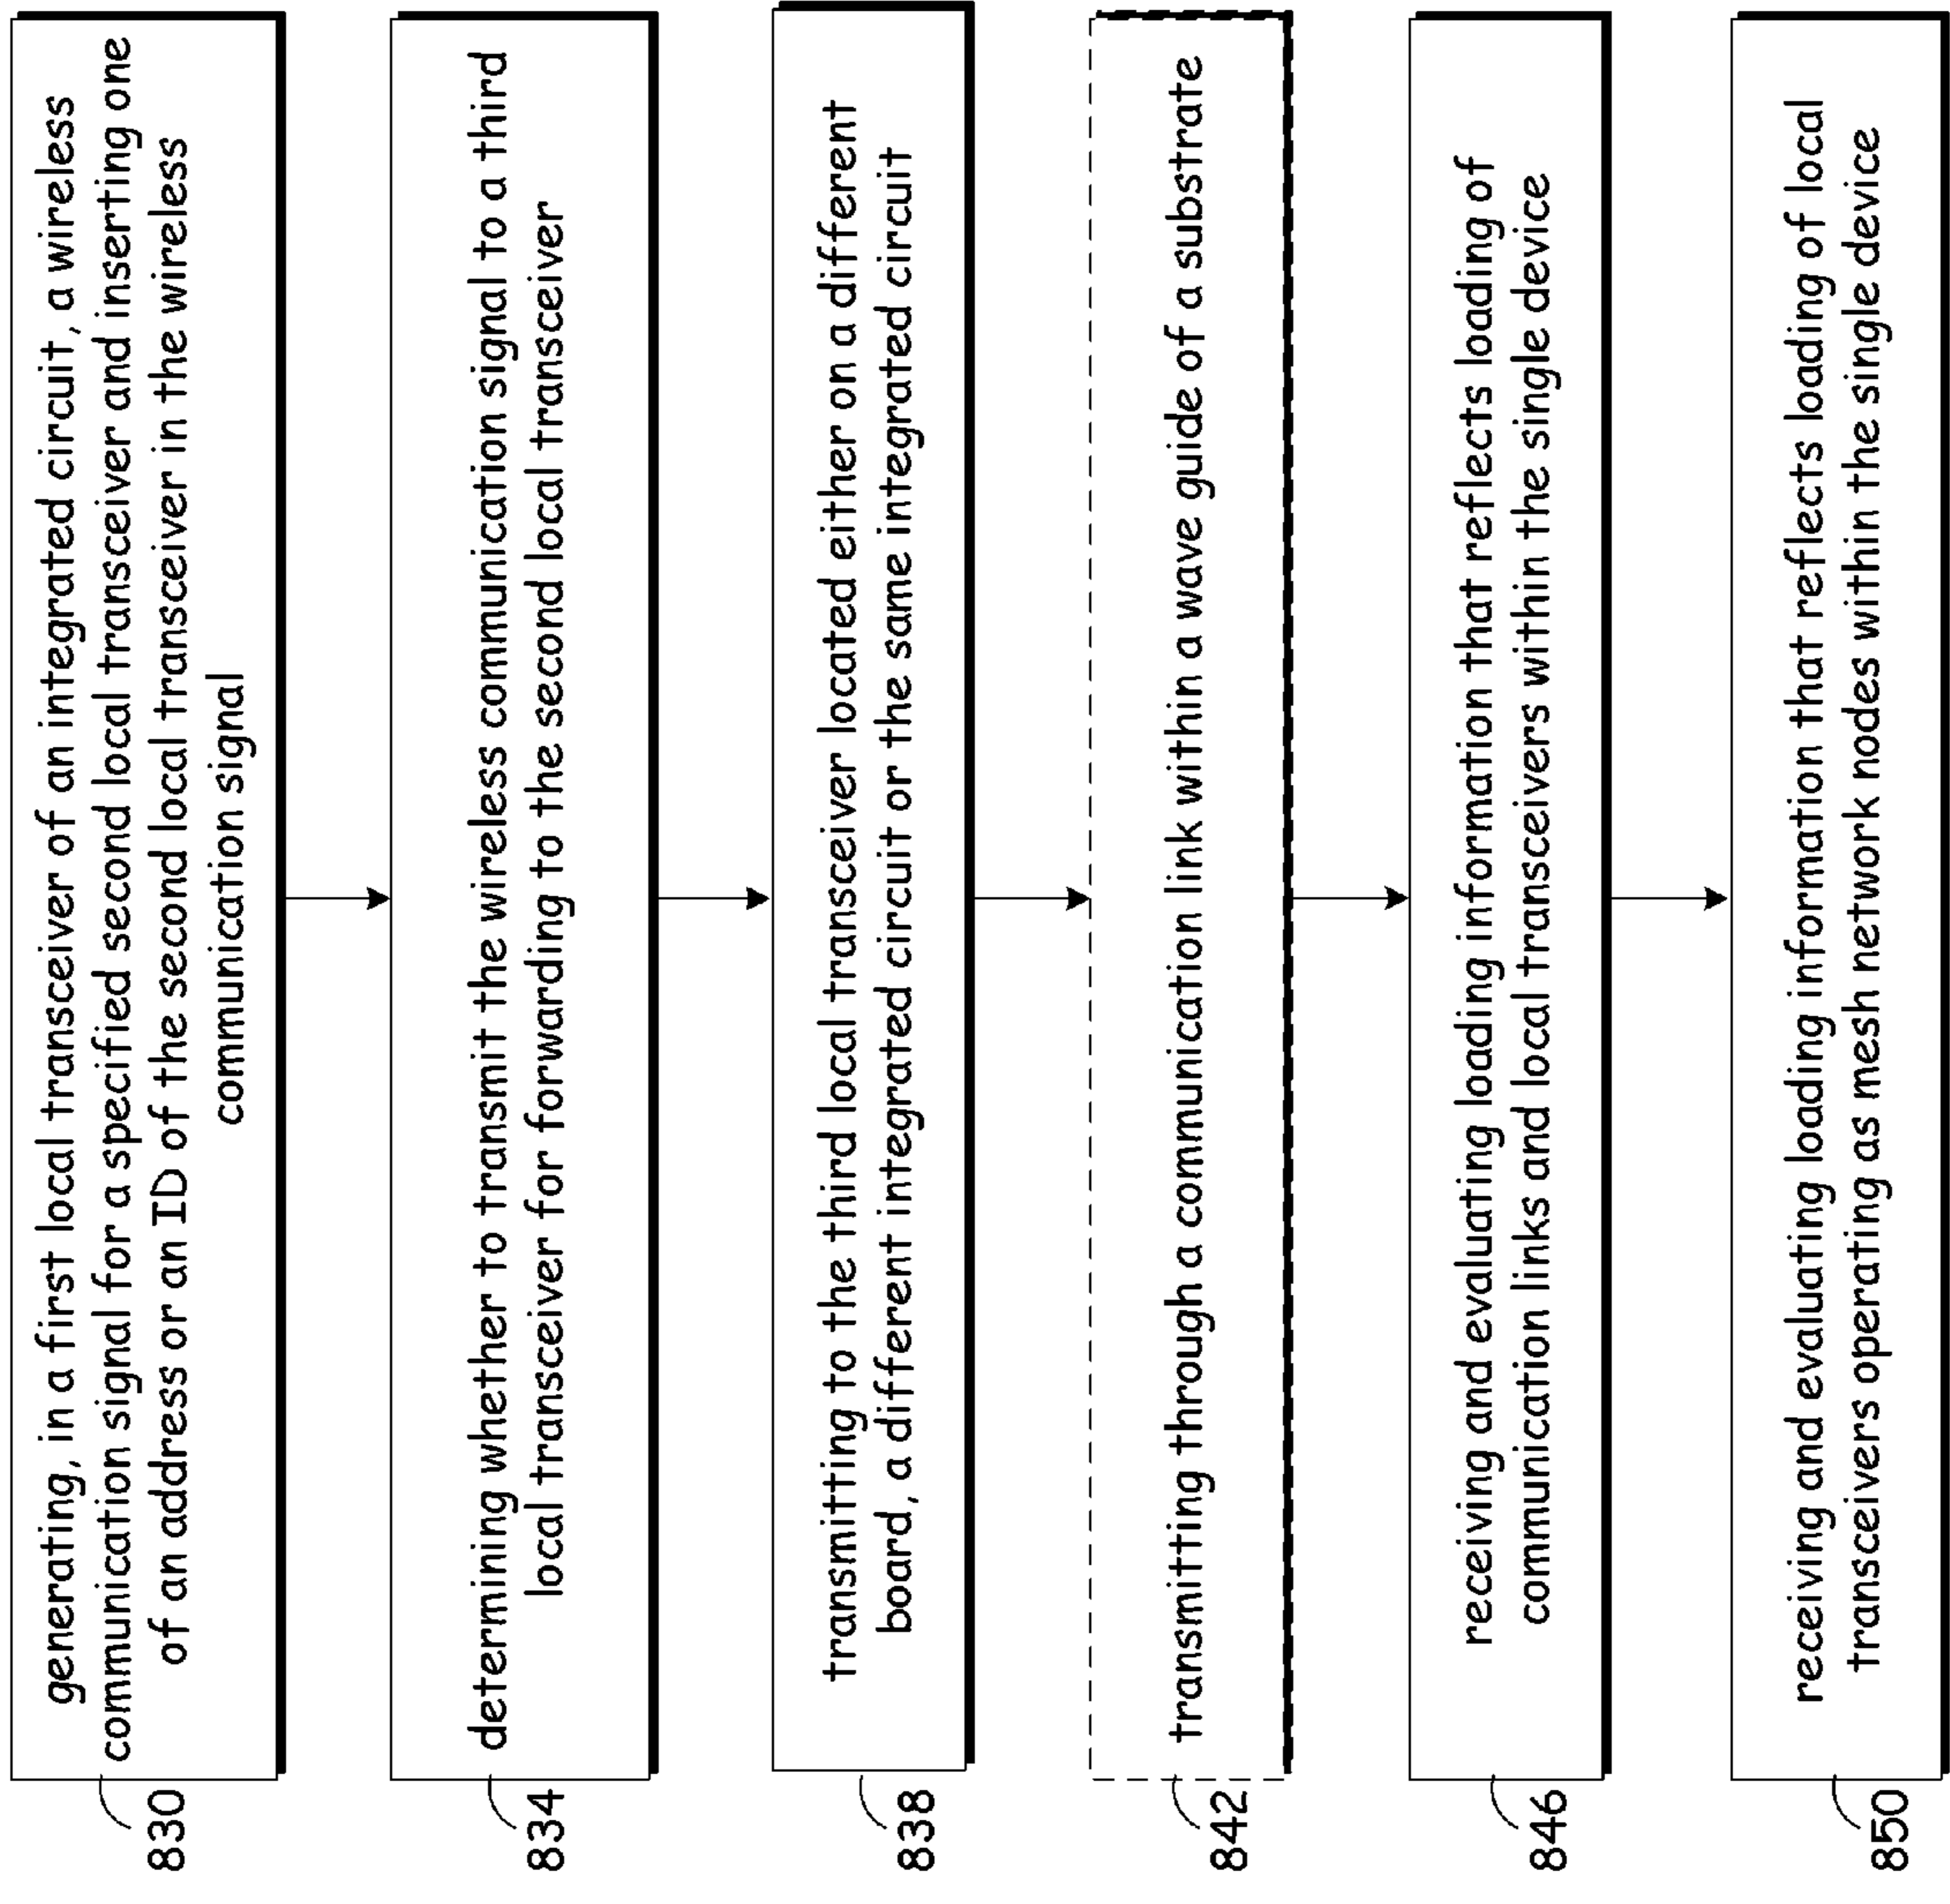 generating, in a first local transceiver of an integrated circuit, a wireless
communication signal for a specified second local transceiver and inserting one
of an address or an ID of the second local transceiver in the wireless
communication signal
830
determining whether to transmit the wireless communication signal to a third
local transceiver for forwarding to the second local transceiver
834
transmitting to the third local transceiver located either on a different
board, a different integrated circuit or the same integrated circuit
838
transmitting through a communication link within a wave guide of a substrate
842
receiving and evaluating loading information that reflects loading of
communication links and local transceivers within the single device
846
receiving and evaluating loading information that reflects loading of local
transceivers operating as mesh network nodes within the single device
850